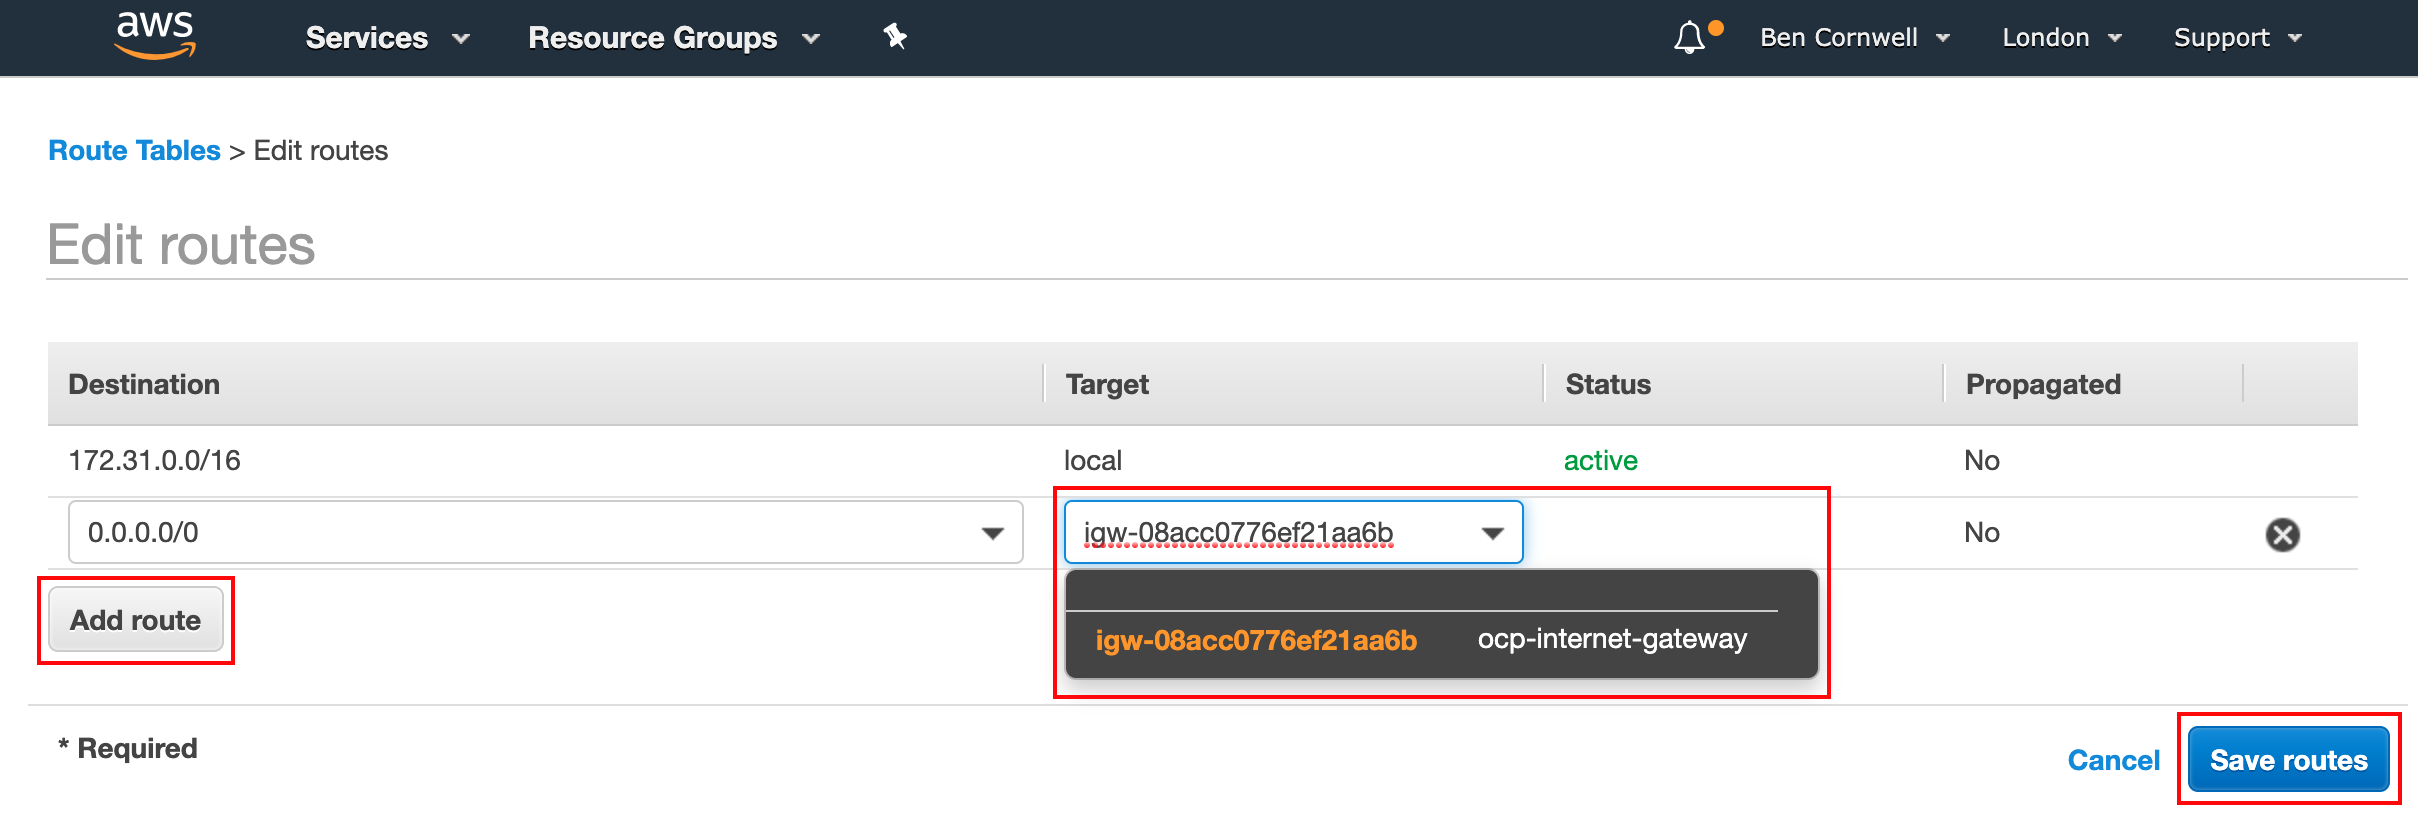 aws Services Resource Groups Ben Cornwell London Support
Route Tables > Edit routes
Edit routes
Destination Target Status Propagated
172.31.0.0/16 local active No
0.0.0.0/0 igw-08acc0776ef21aa6b No
igw-08acc0776ef21aa6b ocp-internet-gateway
Add route
* Required
Cancel Save routes